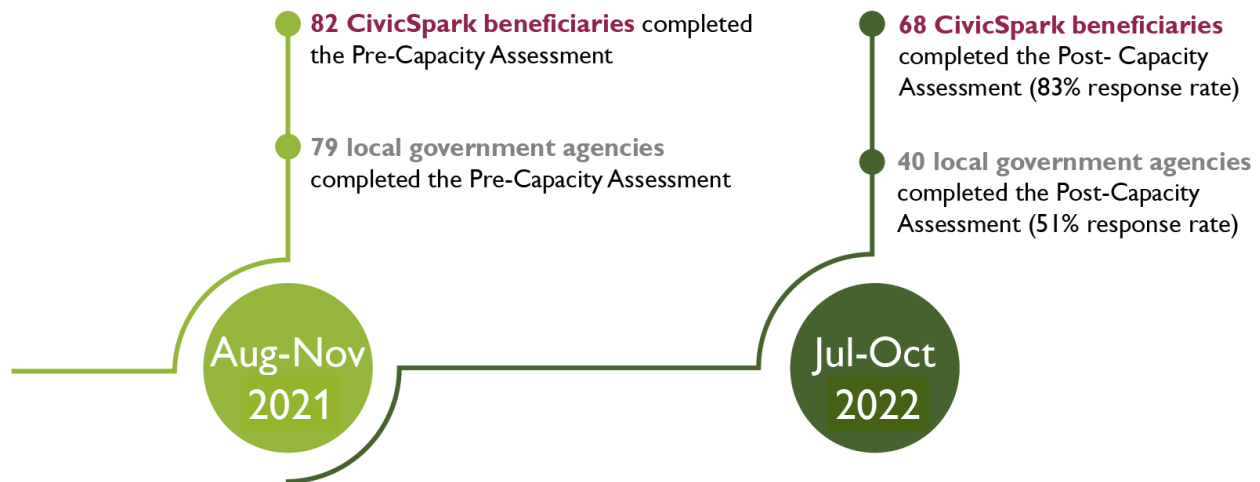 82 CivicSpark beneficiaries completed
the Pre-Capacity Assessment
79 local government agencies
completed the Pre-Capacity Assessment
Aug-Nov
2021
68 CivicSpark beneficiaries
completed the Post- Capacity
Assessment (83% response rate)
40 local government agencies
completed the Post-Capacity
Assessment (51% response rate)
Jul-Oct
2022